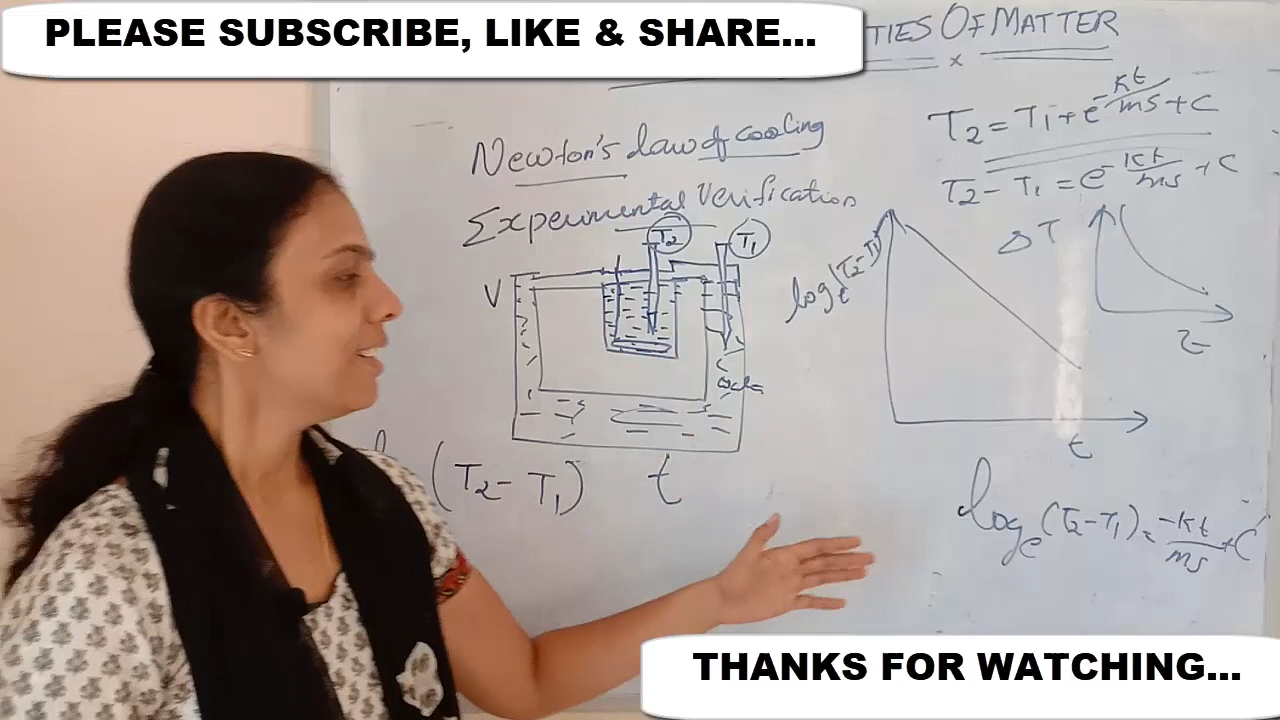 PLEASE SUBSCRIBE, LIKE & SHARE...
TIES OF MATTER
x
Newton's law of cooling
Experimental Verification
T₂ = T₁ + e^(-Kt/ms + C)
T₂ - T₁ = e^(-Kt/ms + C)
T₂
T₁
V
logₑ(T₂-T₁)
t
ΔT
(T₂ - T₁) t
logₑ(T₂-T₁) = -Kt/ms + C
THANKS FOR WATCHING...